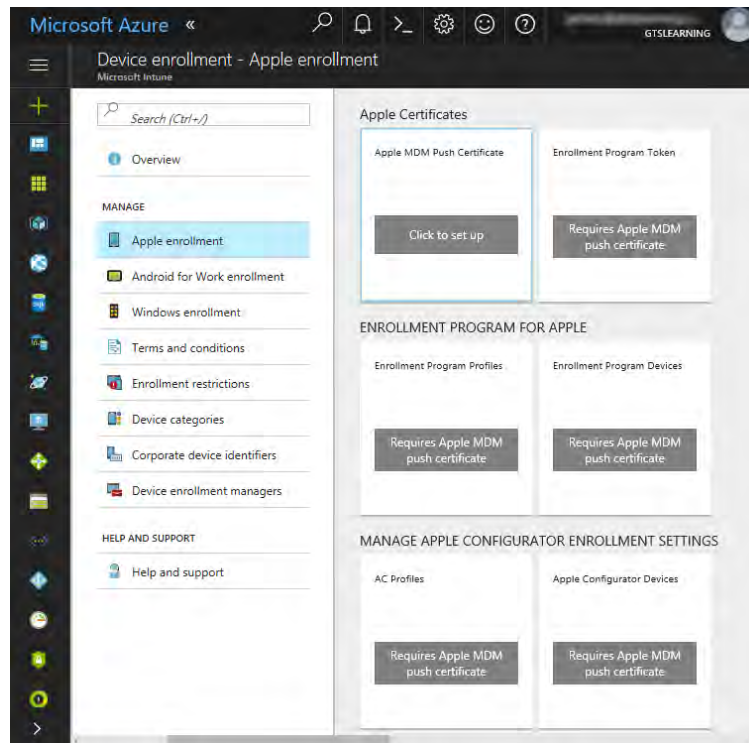 Microsoft Azure «
GTSLEARNING
Device enrollment - Apple enrollment
Microsoft Intune
Search (Ctrl+/)
Overview
MANAGE
Apple enrollment
Android for Work enrollment
Windows enrollment
Terms and conditions
Enrollment restrictions
Device categories
Corporate device identifiers
Device enrollment managers
HELP AND SUPPORT
Help and support
Apple Certificates
Apple MDM Push Certificate
Click to set up
Enrollment Program Token
Requires Apple MDM
push certificate
ENROLLMENT PROGRAM FOR APPLE
Enrollment Program Profiles
Requires Apple MDM
push certificate
Enrollment Program Devices
Requires Apple MDM
push certificate
MANAGE APPLE CONFIGURATOR ENROLLMENT SETTINGS
AC Profiles
Requires Apple MDM
push certificate
Apple Configurator Devices
Requires Apple MDM
push certificate